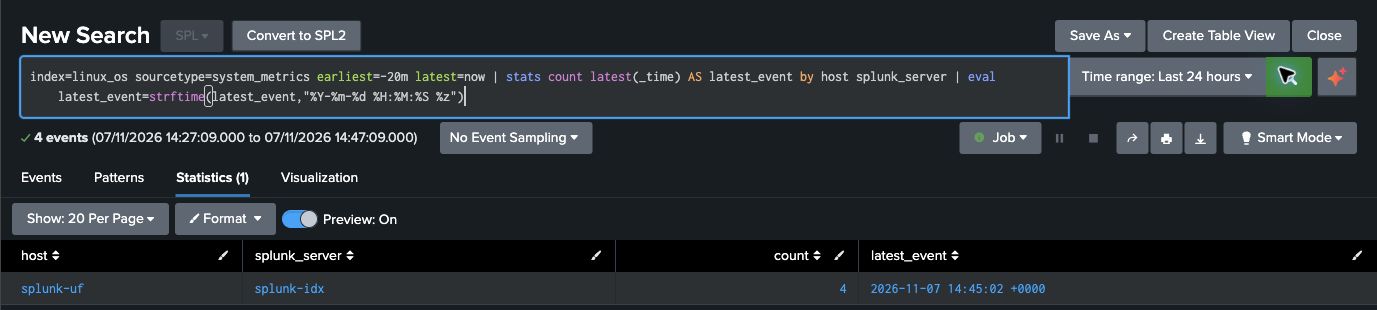 New Search
SPL
Convert to SPL2
Save As
Create Table View
Close
index=linux_os sourcetype=system_metrics earliest=-20m latest=now | stats count latest(_time) AS latest_event by host splunk_server | eval
latest_event=strftime(latest_event,"%Y-%m-%d %H:%M:%S %z")
Time range: Last 24 hours
4 events (07/11/2026 14:27:09.000 to 07/11/2026 14:47:09.000)
No Event Sampling
Job
Smart Mode
Events
Patterns
Statistics (1)
Visualization
Show: 20 Per Page
Format
Preview: On
host
splunk_server
count
latest_event
splunk-uf
splunk-idx
4
2026-11-07 14:45:02 +0000